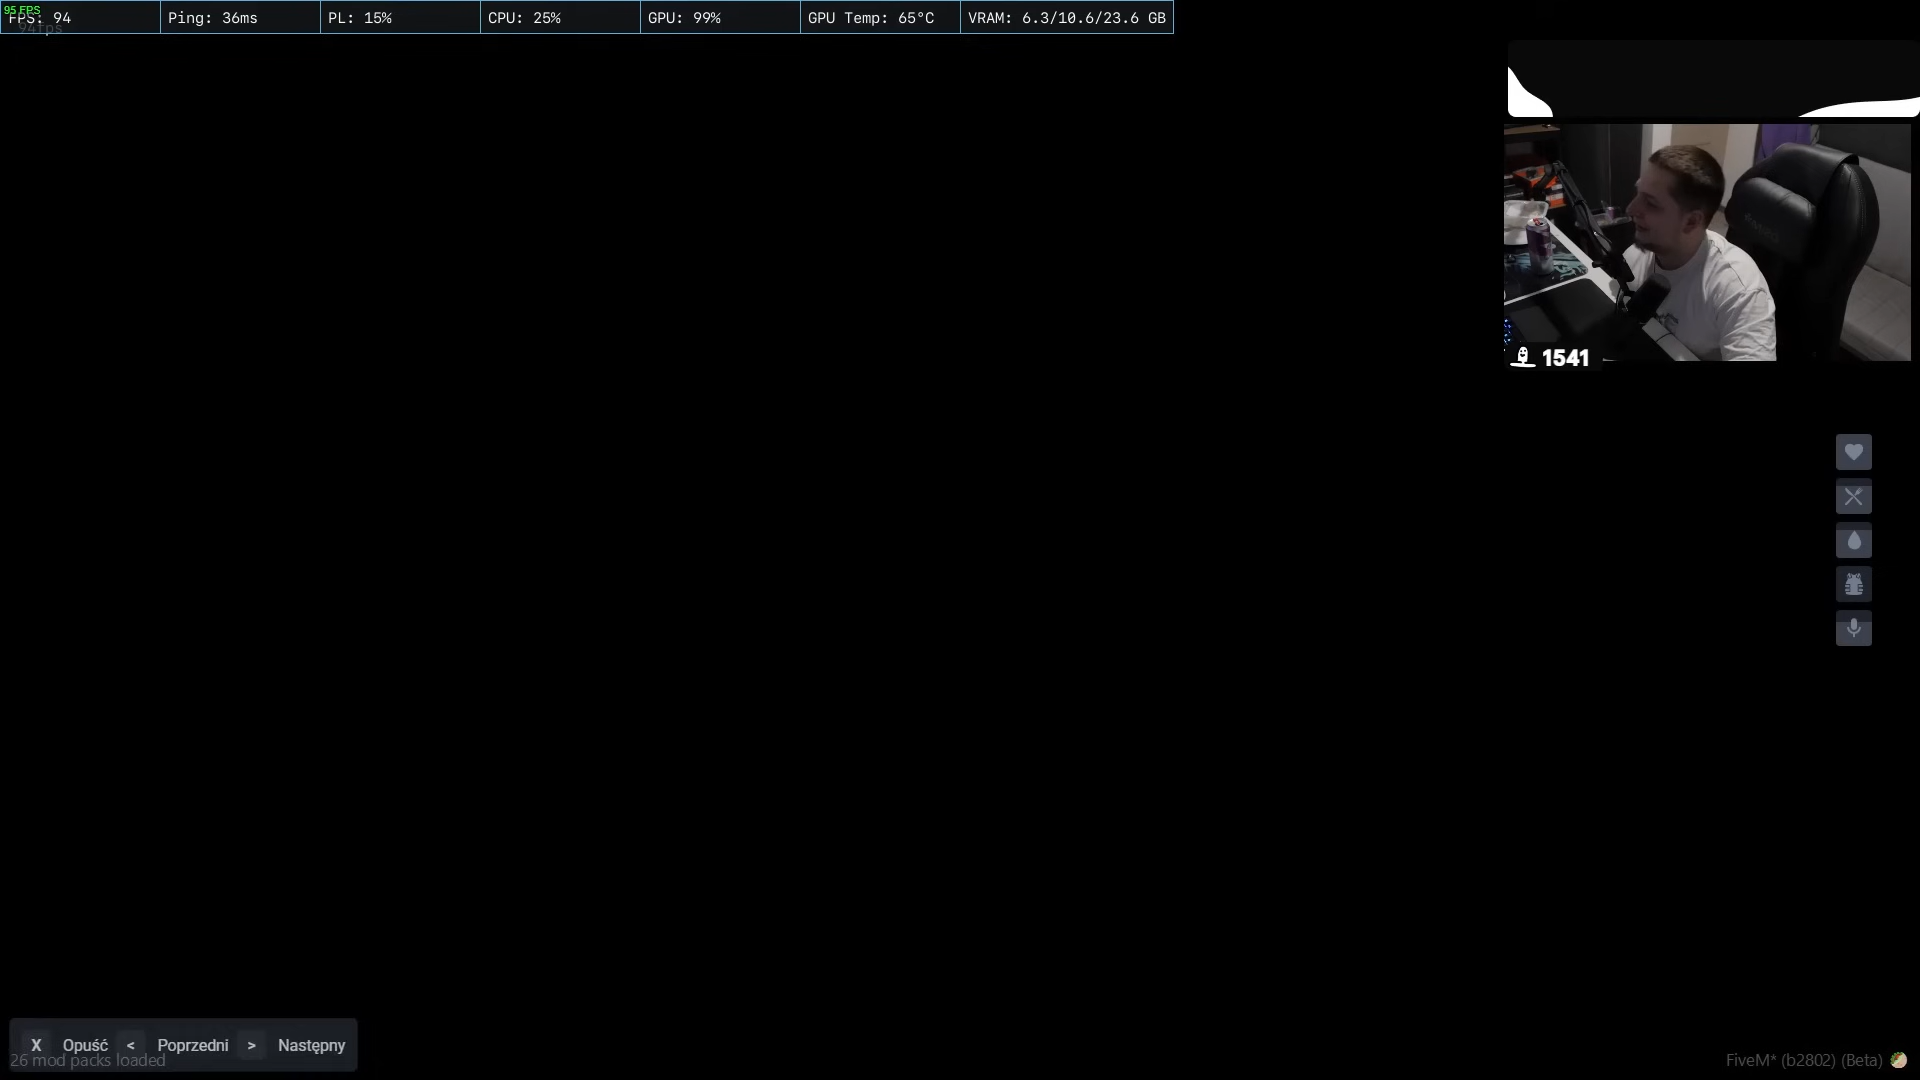 95 FPS
FPS: 94 Ping: 36ms PL: 15% CPU: 25% GPU: 99% GPU Temp: 65°C VRAM: 6.3/10.6/23.6 GB
94fps
1541
X Opuść < Poprzedni > Następny
26 mod packs loaded
FiveM* (b2802) (Beta)